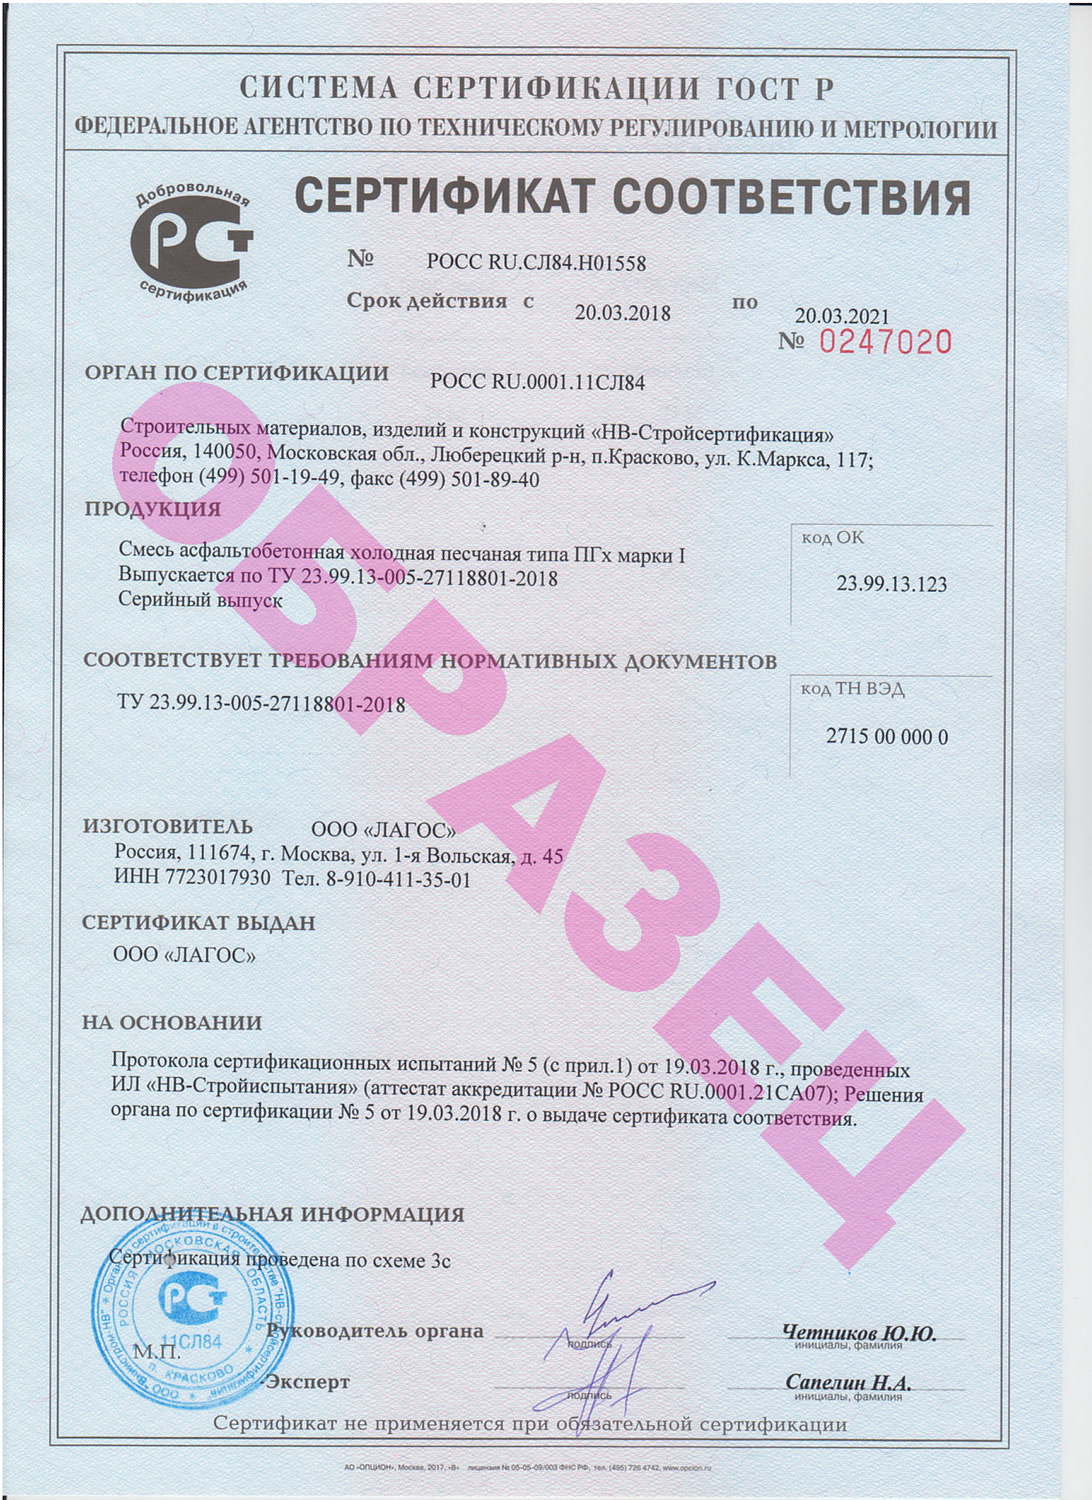 СИСТЕМА СЕРТИФИКАЦИИ ГОСТ Р
ФЕДЕРАЛЬНОЕ АГЕНТСТВО ПО ТЕХНИЧЕСКОМУ РЕГУЛИРОВАНИЮ И МЕТРОЛОГИИ
Добровольная
РСТ
сертификация
СЕРТИФИКАТ СООТВЕТСТВИЯ
№ РОСС RU.СЛ84.Н01558
Срок действия с 20.03.2018 по 20.03.2021
№ 0247020
ОРГАН ПО СЕРТИФИКАЦИИ РОСС RU.0001.11СЛ84
Строительных материалов, изделий и конструкций «НВ-Стройсертификация»
Россия, 140050, Московская обл., Люберецкий р-н, п.Красково, ул. К.Маркса, 117;
телефон (499) 501-19-49, факс (499) 501-89-40
ПРОДУКЦИЯ
Смесь асфальтобетонная холодная песчаная типа ПГх марки I
Выпускается по ТУ 23.99.13-005-27118801-2018
Серийный выпуск
код ОК
23.99.13.123
СООТВЕТСТВУЕТ ТРЕБОВАНИЯМ НОРМАТИВНЫХ ДОКУМЕНТОВ
ТУ 23.99.13-005-27118801-2018
код ТН ВЭД
2715 00 000 0
ИЗГОТОВИТЕЛЬ ООО «ЛАГОС»
Россия, 111674, г. Москва, ул. 1-я Вольская, д. 45
ИНН 7723017930 Тел. 8-910-411-35-01
СЕРТИФИКАТ ВЫДАН
ООО «ЛАГОС»
НА ОСНОВАНИИ
Протокола сертификационных испытаний № 5 (с прил.1) от 19.03.2018 г., проведенных
ИЛ «НВ-Стройиспытания» (аттестат аккредитации № РОСС RU.0001.21СА07); Решения
органа по сертификации № 5 от 19.03.2018 г. о выдаче сертификата соответствия.
ОБРАЗЕЦ
ДОПОЛНИТЕЛЬНАЯ ИНФОРМАЦИЯ
Сертификация проведена по схеме 3с
РОССИЯ МОСКОВСКАЯ ОБЛАСТЬ
РСТ
11СЛ84
п. КРАСКОВО
М.П.
Руководитель органа
подпись
Четников Ю.Ю.
инициалы, фамилия
Эксперт
подпись
Сапелин Н.А.
инициалы, фамилия
Сертификат не применяется при обязательной сертификации
АО «ОПЦИОН», Москва, 2017, «В» лицензия № 05-05-09/003 ФНС РФ, тел. (495) 726 4742, www.opcion.ru